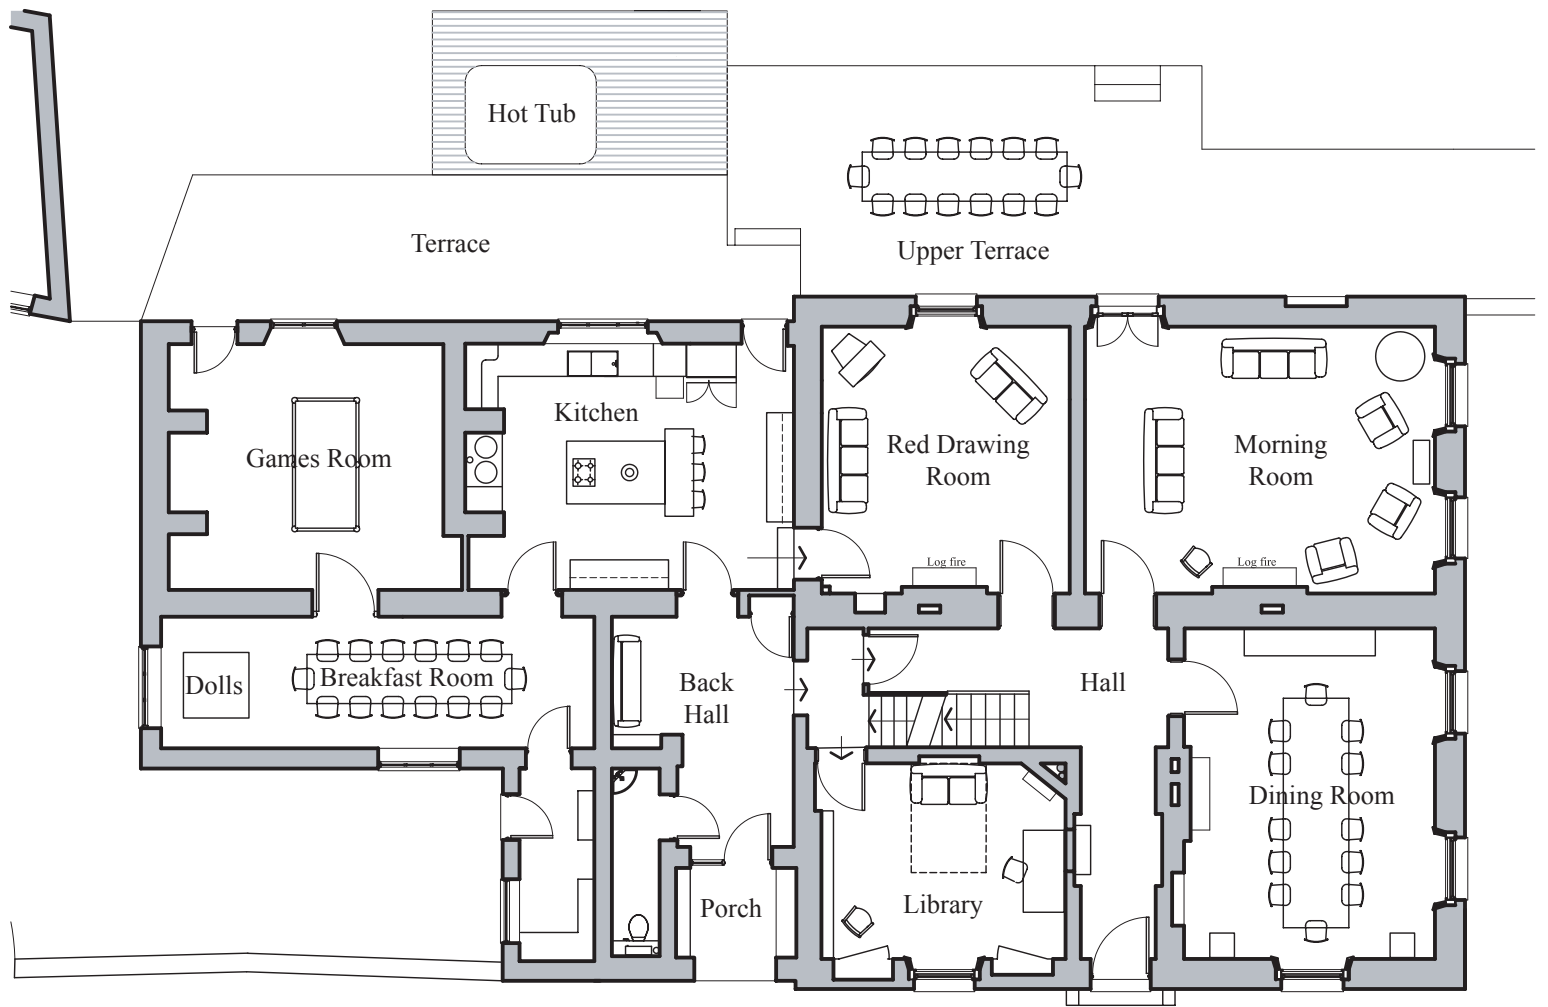 Hot Tub
Terrace
Upper Terrace
Kitchen
Games Room
Red Drawing
Room
Morning
Room
Log fire
Log fire
Dolls
Breakfast Room
Back
Hall
Hall
Dining Room
Library
Porch